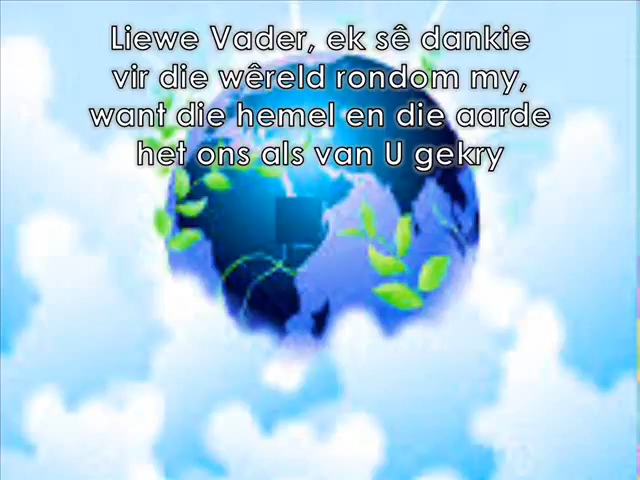 Liewe Vader, ek sê dankie
vir die wêreld rondom my,
want die hemel en die aarde
het ons als van U gekry